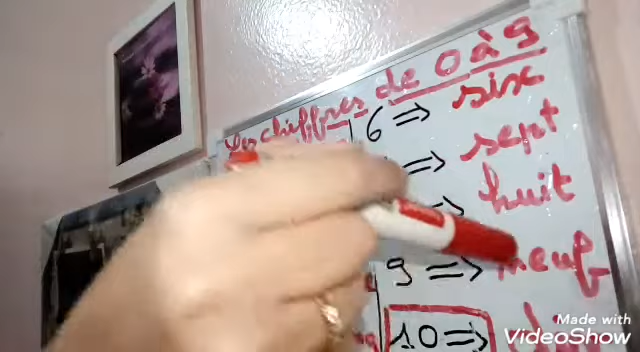 Les chiffres de 0 à 9
6 => six
=> sept
=> huit
9 => neuf
10 =>
Made with
VideoShow